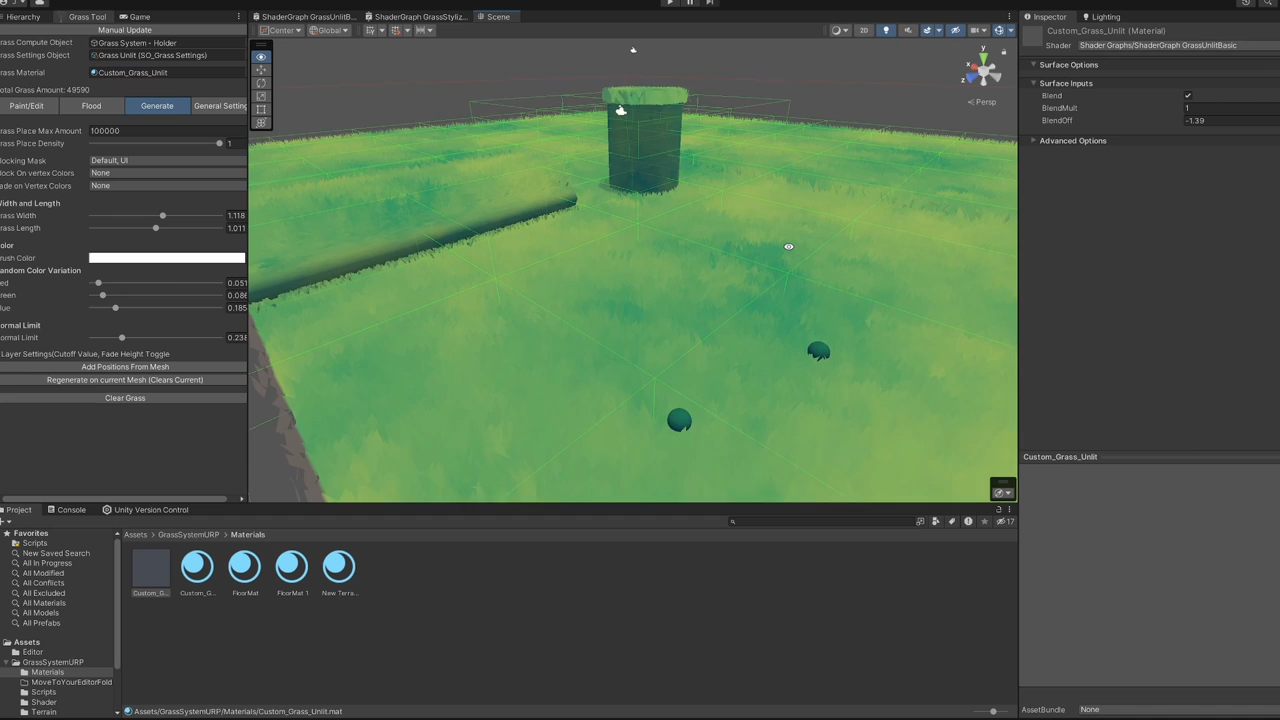 Hierarchy
Grass Tool
Game
Manual Update
rass Compute Object
Grass System - Holder
rass Settings Object
Grass Unlit (SO_Grass Settings)
rass Material
Custom_Grass_Unlit
otal Grass Amount: 49590
Paint/Edit
Flood
Generate
General Setting
rass Place Max Amount
100000
rass Place Density
1
locking Mask
Default, UI
lock On vertex Colors
None
ade on Vertex Colors
None
Width and Length
rass Width
1.118
rass Length
1.011
olor
rush Color
andom Color Variation
ed
0.051
reen
0.086
lue
0.185
ormal Limit
ormal Limit
0.238
Layer Settings(Cutoff Value, Fade Height Toggle
Add Positions From Mesh
Regenerate on current Mesh (Clears Current)
Clear Grass
ShaderGraph GrassUnlitB...
ShaderGraph GrassStyliz...
Scene
Center
Global
2D
y
x
z
Persp
Inspector
Lighting
Custom_Grass_Unlit (Material)
Shader
Shader Graphs/ShaderGraph GrassUnlitBasic
Surface Options
Surface Inputs
Blend
BlendMult
1
BlendOff
-1.39
Advanced Options
Custom_Grass_Unlit
AssetBundle
None
Project
Console
Unity Version Control
17
Favorites
Scripts
New Saved Search
All In Progress
All Modified
All Conflicts
All Excluded
All Materials
All Models
All Prefabs
Assets
Editor
GrassSystemURP
Materials
MoveToYourEditorFold
Scripts
Shader
Terrain
Assets > GrassSystemURP > Materials
Custom_G...
Custom_G...
FloorMat
FloorMat 1
New Terra...
Assets/GrassSystemURP/Materials/Custom_Grass_Unlit.mat